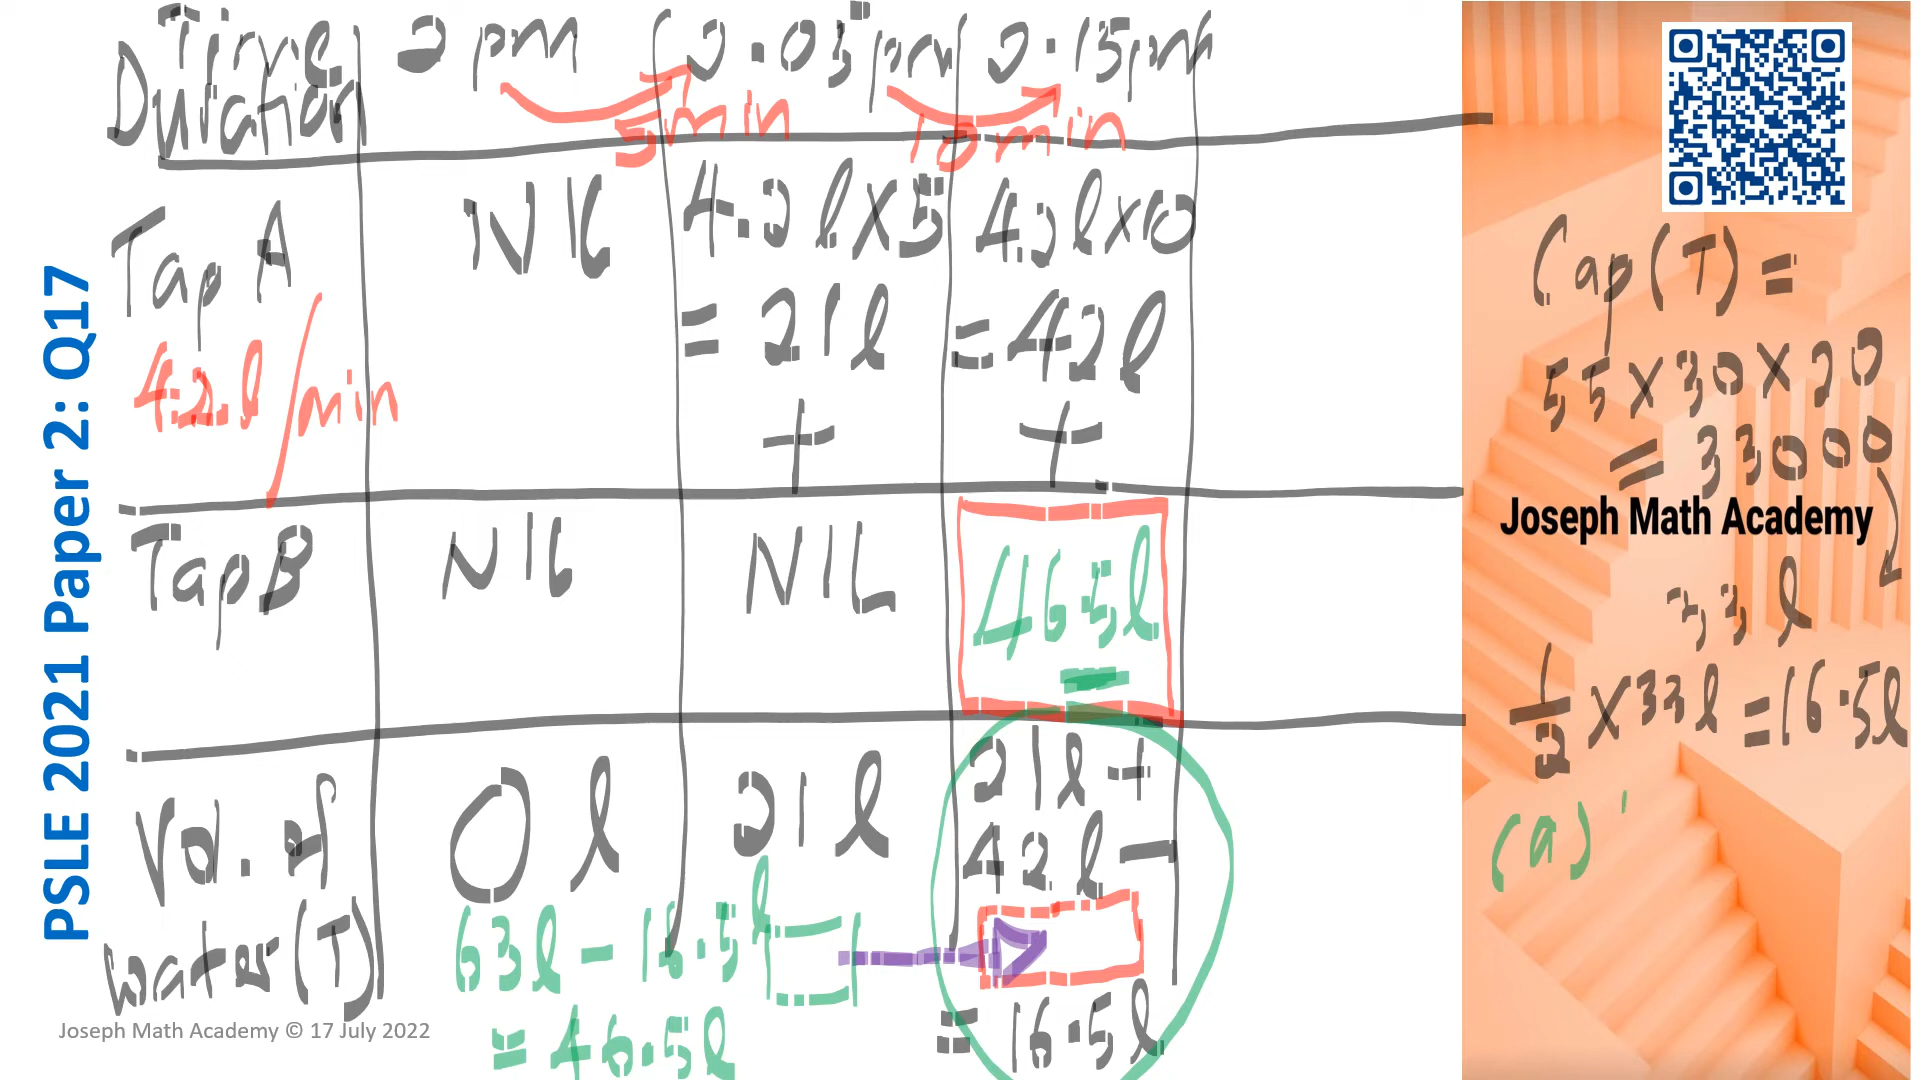 PSLE 2021 Paper 2: Q17
Time Duration 2 pm 2.05 pm 2.15pm
5 min 10 min
Tap A NIL 4.2 l x 5 4.2 l x 10
= 21 l = 42 l
4.2 l/min
+ +
Tap B NIL NIL 46.5 l
Vol. of water (T) 0 l 21 l 21 l +
42 l -
= 16.5 l
63 l - 16.5 l
= 46.5 l
Joseph Math Academy © 17 July 2022
Cap (T) =
55 x 30 x 20
= 33000
Joseph Math Academy
33 l
1/2 x 33 l = 16.5 l
(a)